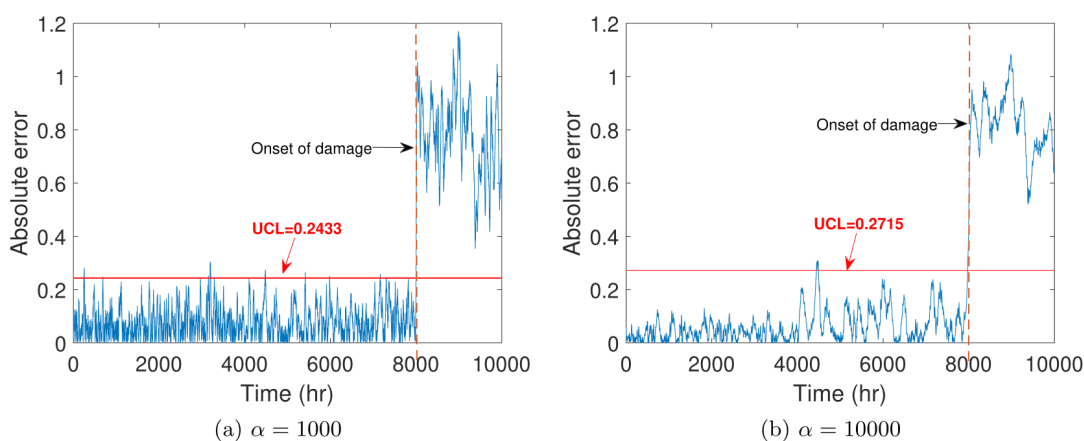 1.2
1
0.8
0.6
0.4
0.2
0
Absolute error
Onset of damage
UCL=0.2433
0 2000 4000 6000 8000 10000
Time (hr)
(a) α = 1000
1.2
1
0.8
0.6
0.4
0.2
0
Absolute error
Onset of damage
UCL=0.2715
0 2000 4000 6000 8000 10000
Time (hr)
(b) α = 10000